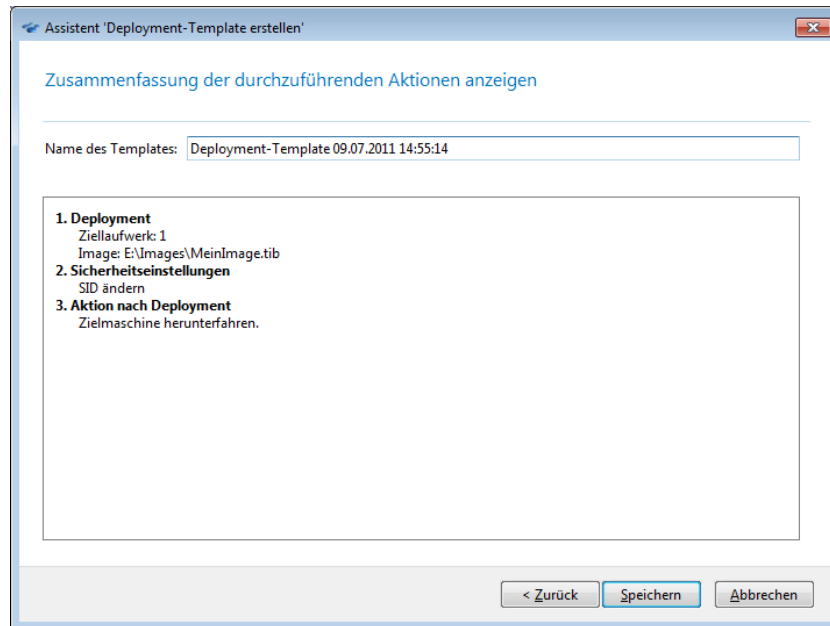 Assistent 'Deployment-Template erstellen'
Zusammenfassung der durchzuführenden Aktionen anzeigen
Name des Templates: Deployment-Template 09.07.2011 14:55:14
1. Deployment
Ziellaufwerk: 1
Image: E:\Images\MeinImage.tib
2. Sicherheitseinstellungen
SID ändern
3. Aktion nach Deployment
Zielmaschine herunterfahren.
< Zurück Speichern Abbrechen